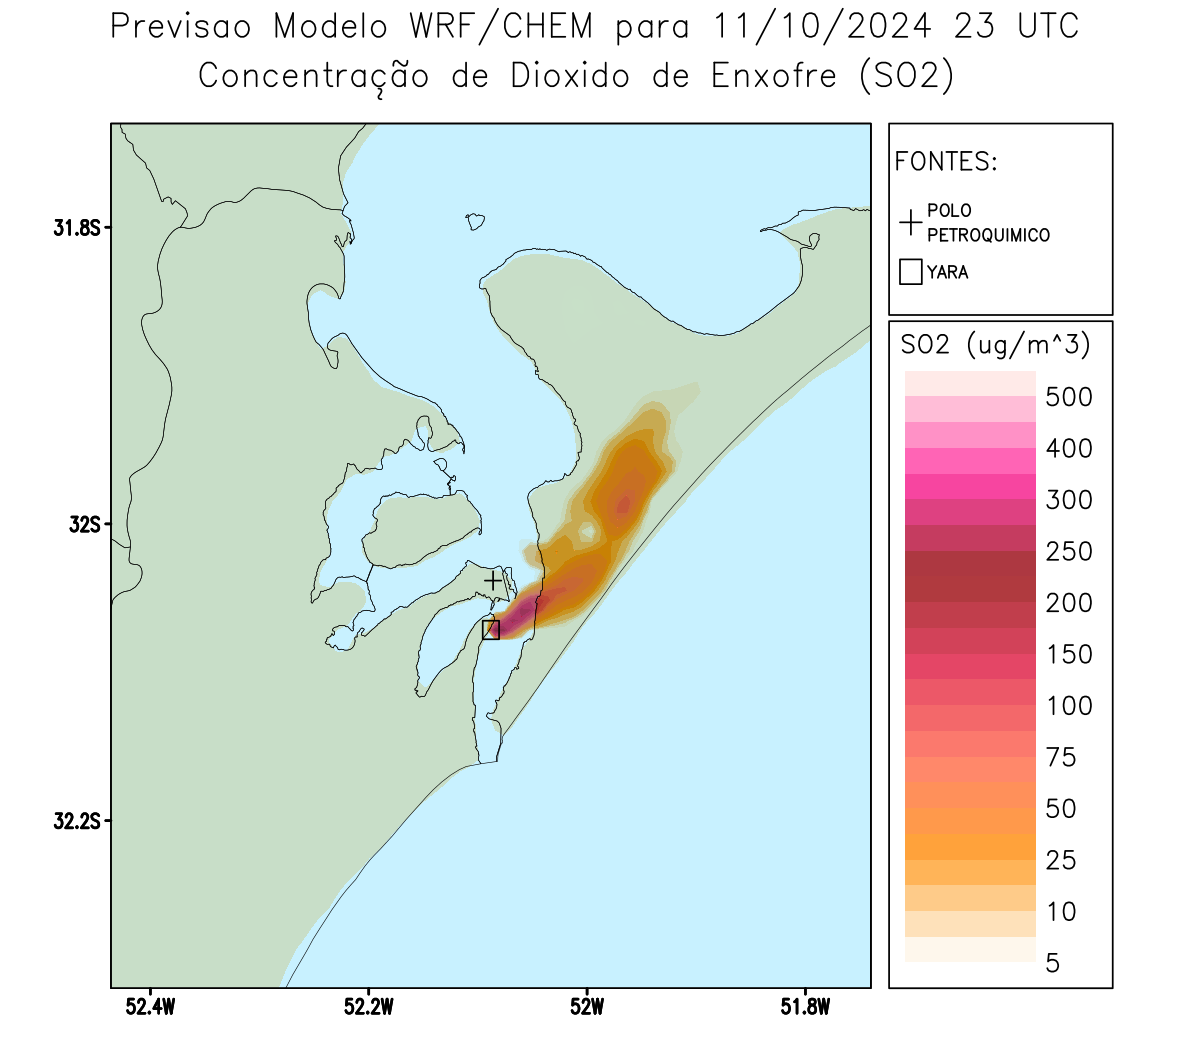 Previsao Modelo WRF/CHEM para 11/10/2024 23 UTC
Concentração de Dioxido de Enxofre (SO2)
FONTES:
POLO
PETROQUIMICO
YARA
31.8S
32S
32.2S
52.4W
52.2W
52W
51.8W
SO2 (ug/m^3)
500
400
300
250
200
150
100
75
50
25
10
5